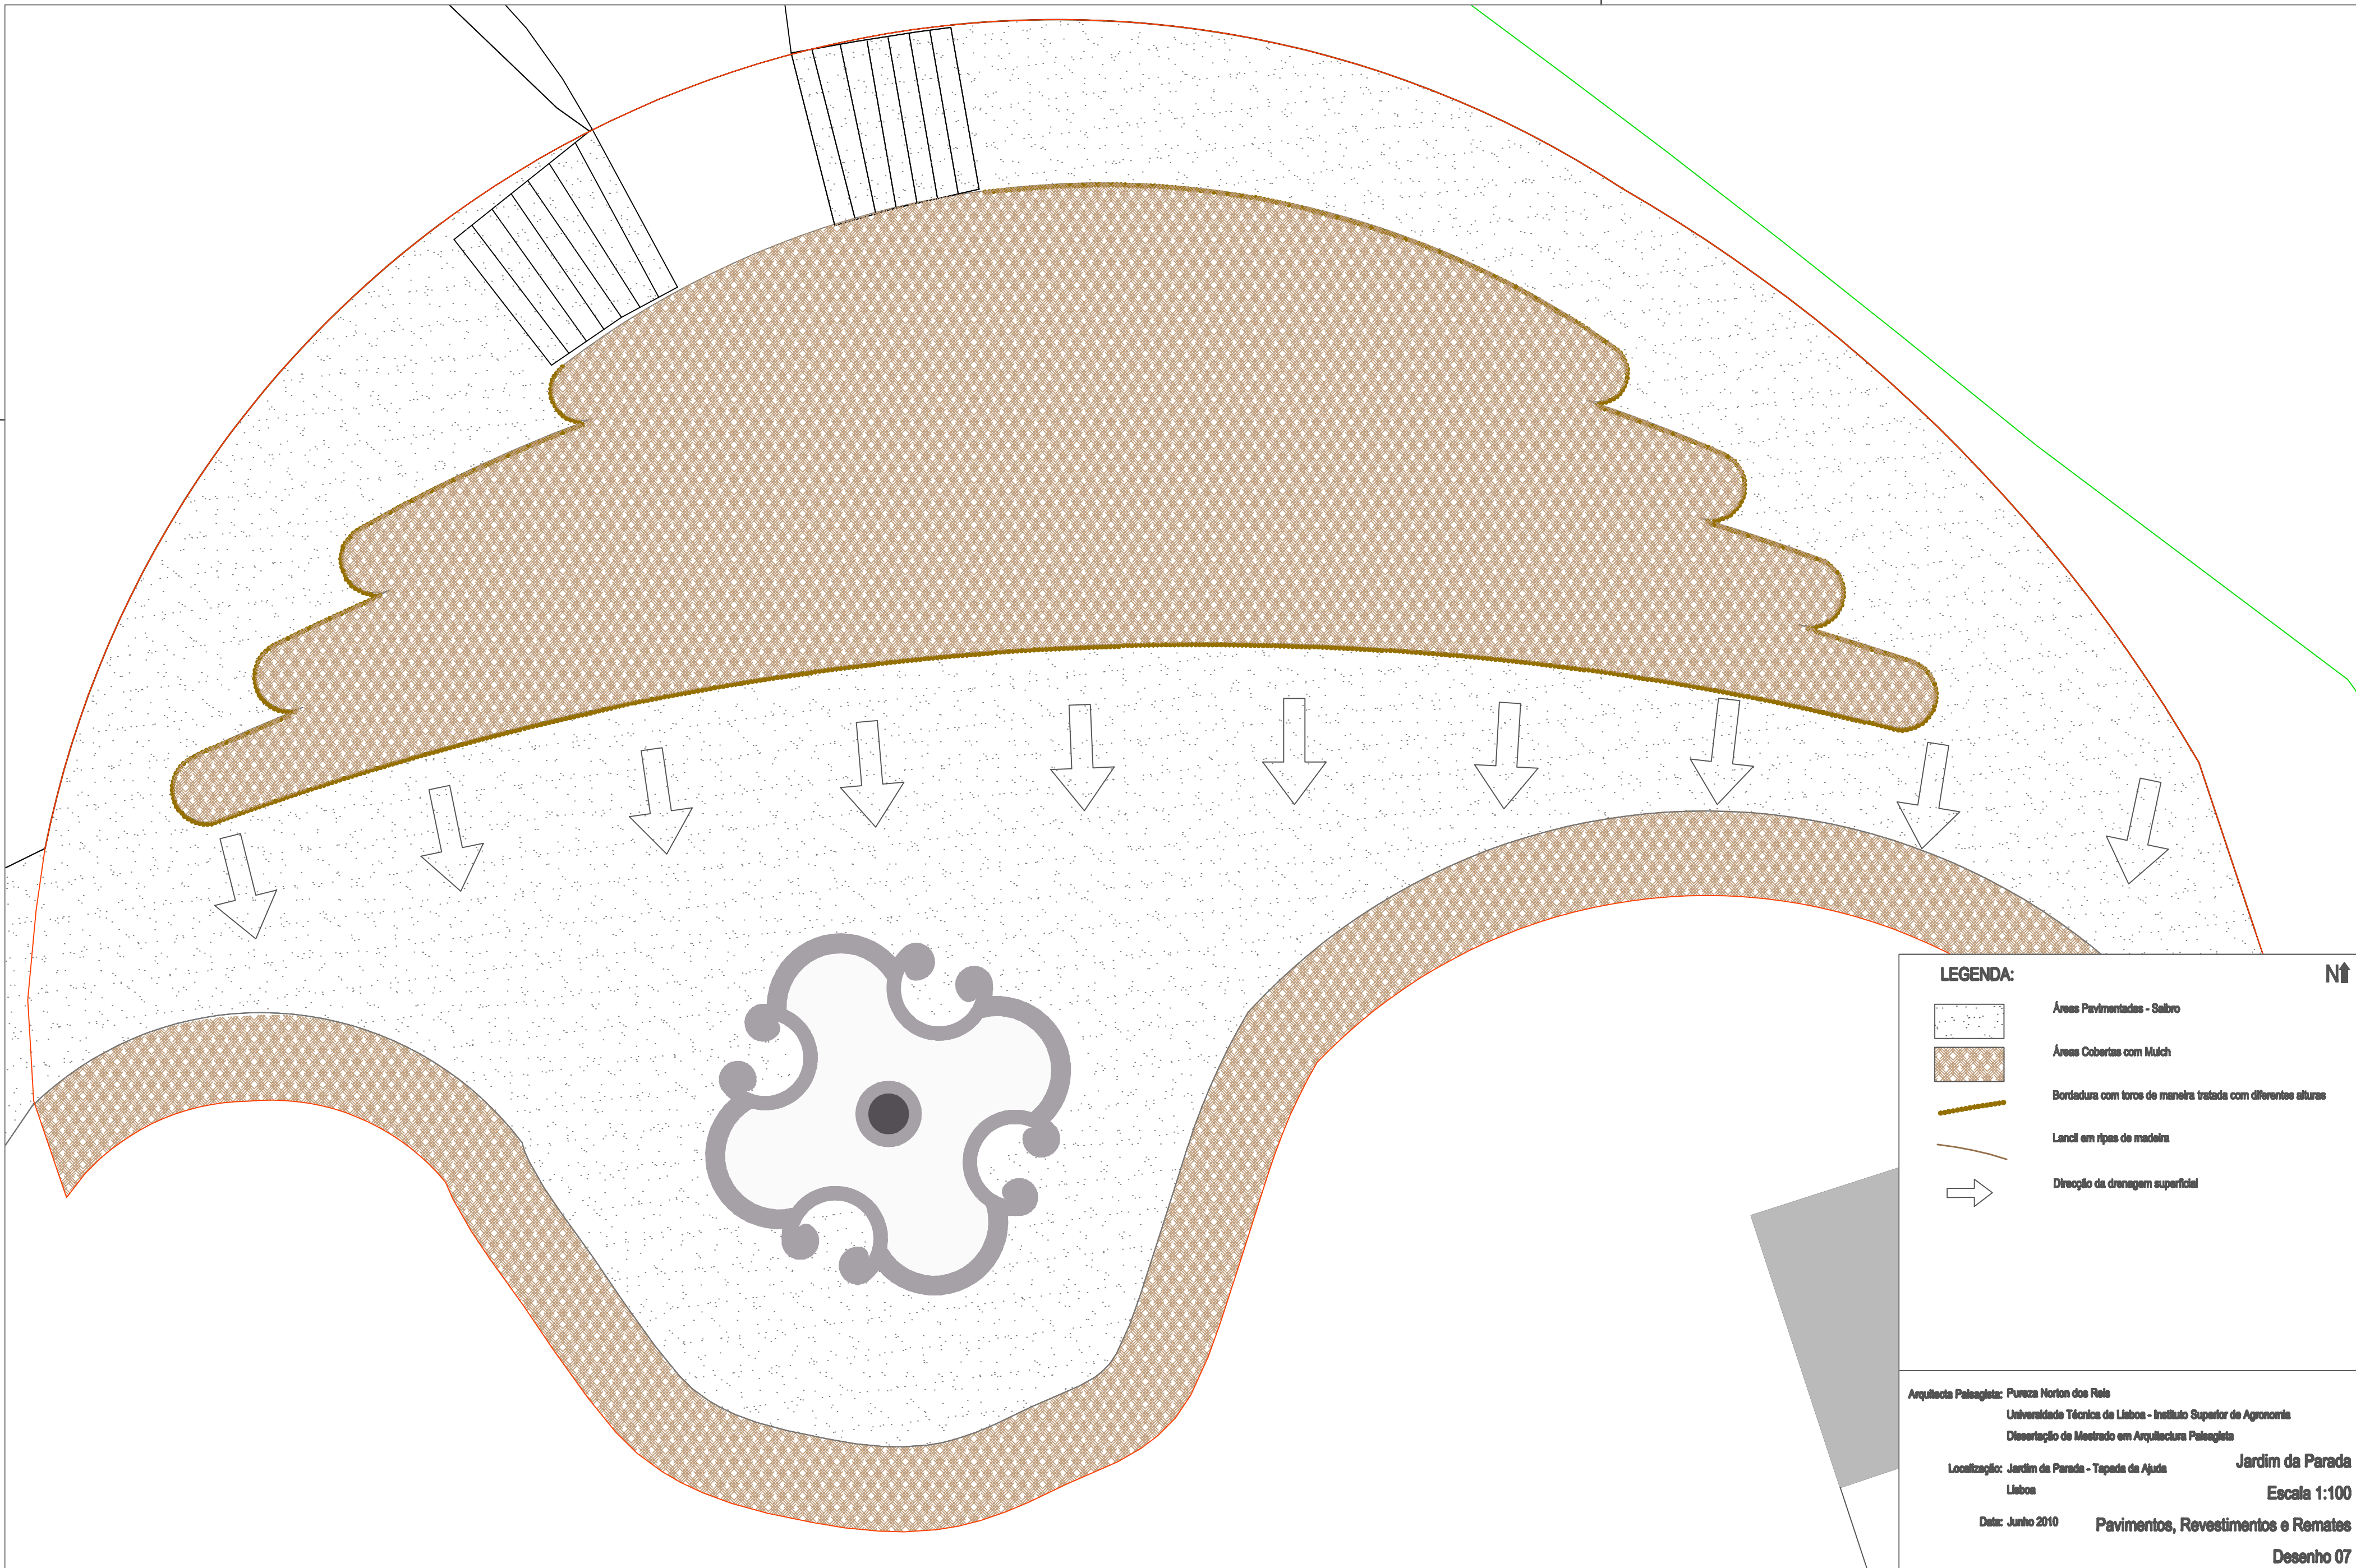 LEGENDA:
N
Áreas Pavimentadas - Saibro
Áreas Cobertas com Mulch
Bordadura com toros de maneira tratada com diferentes alturas
Lancil em ripas de madeira
Direcção da drenagem superficial
Arquitecta Paisagista: Pureza Norton dos Reis
Universidade Técnica de Lisboa - Instituto Superior de Agronomia
Dissertação de Mestrado em Arquitectura Paisagista
Localização: Jardim da Parada - Tapada da Ajuda
Lisboa
Data: Junho 2010
Jardim da Parada
Escala 1:100
Pavimentos, Revestimentos e Remates
Desenho 07